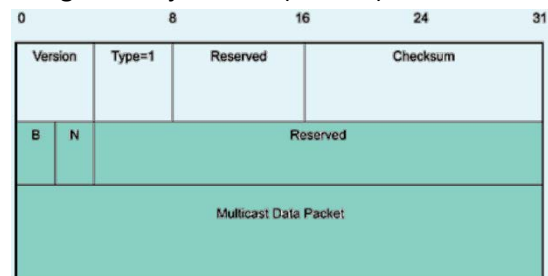 0 8 16 24 31
Version Type=1 Reserved Checksum
B N Reserved
Multicast Data Packet